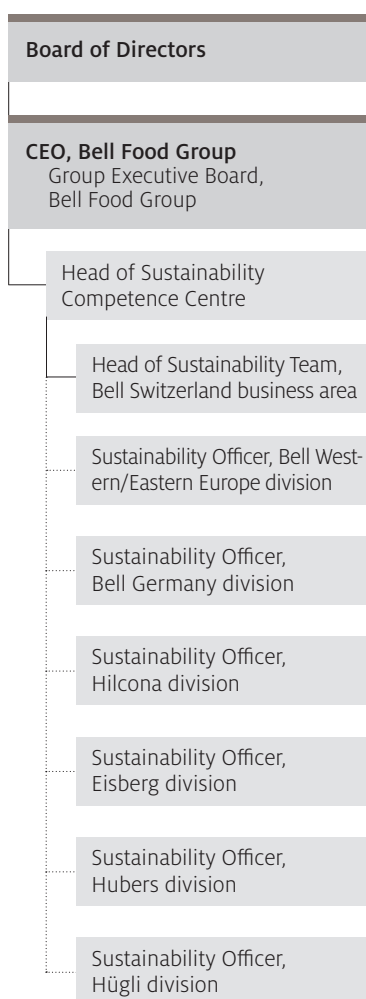 Board of Directors
CEO, Bell Food Group
Group Executive Board,
Bell Food Group
Head of Sustainability
Competence Centre
Head of Sustainability Team,
Bell Switzerland business area
Sustainability Officer, Bell West-
ern/Eastern Europe division
Sustainability Officer,
Bell Germany division
Sustainability Officer,
Hilcona division
Sustainability Officer,
Eisberg division
Sustainability Officer,
Hubers division
Sustainability Officer,
Hügli division